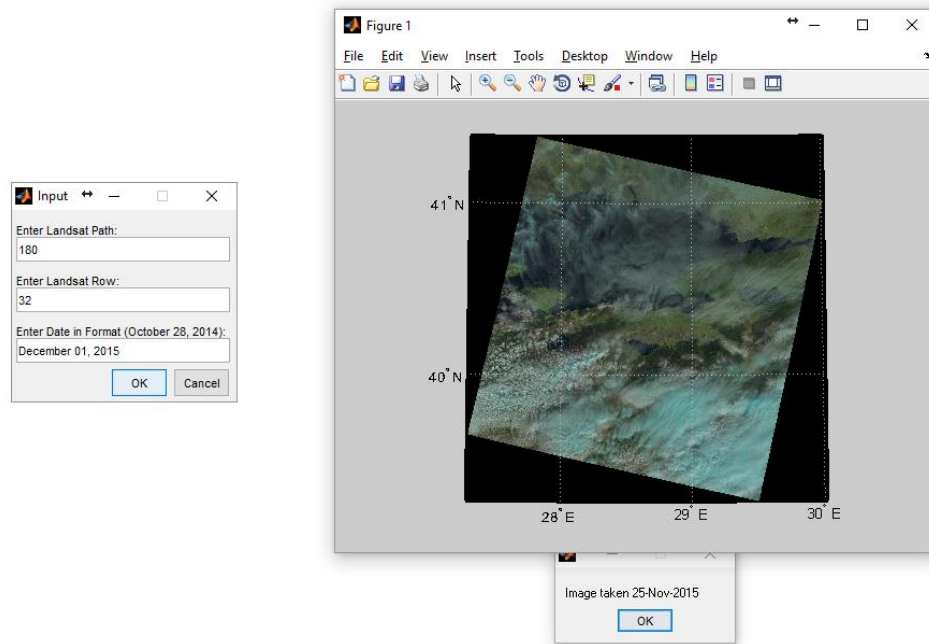 Input
Enter Landsat Path:
180
Enter Landsat Row:
32
Enter Date in Format (October 28, 2014):
December 01, 2015
OK Cancel
Figure 1
File Edit View Insert Tools Desktop Window Help
41°N
40°N
28°E 29°E 30°E
Image taken 25-Nov-2015
OK